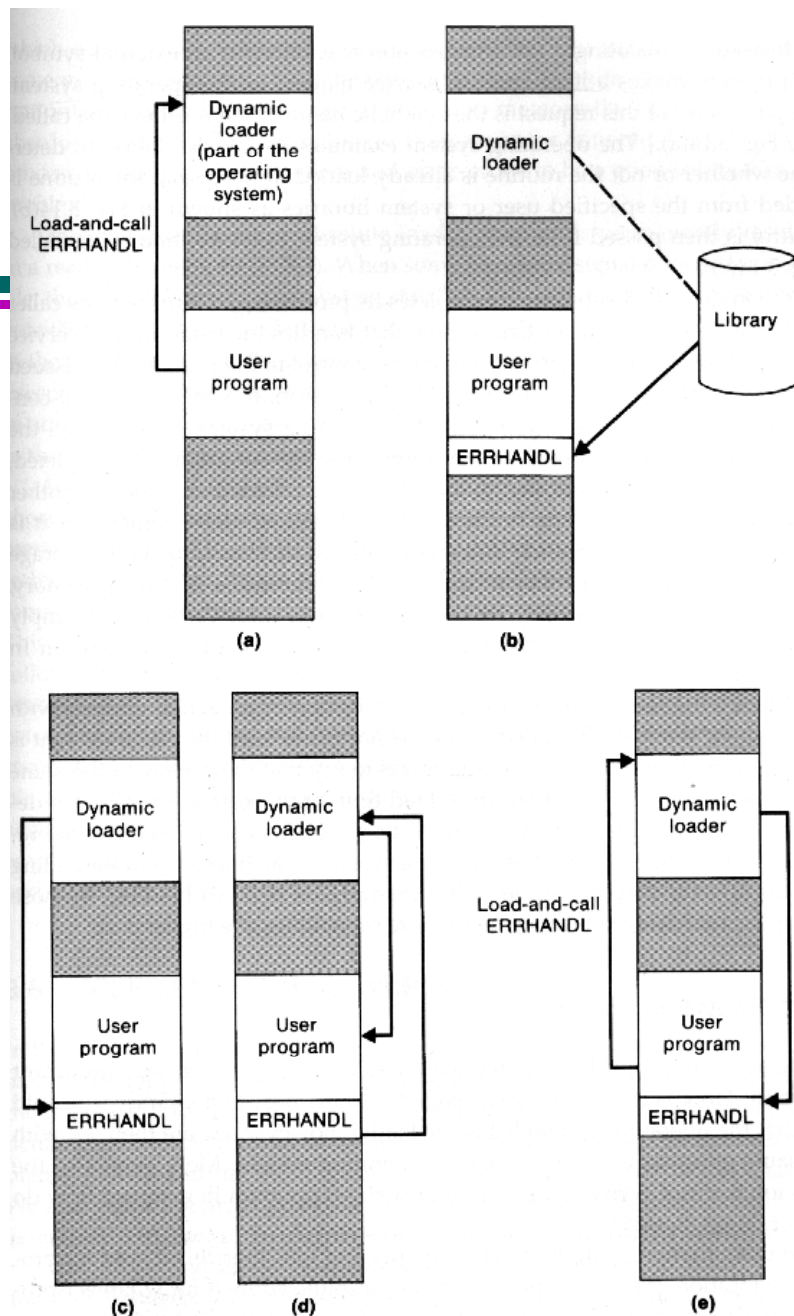 Dynamic
loader
(part of the
operating
system)
Load-and-call
ERRHANDL
User
program
(a)
Dynamic
loader
Library
User
program
ERRHANDL
(b)
Dynamic
loader
User
program
ERRHANDL
(c)
Dynamic
loader
User
program
ERRHANDL
(d)
Dynamic
loader
Load-and-call
ERRHANDL
User
program
ERRHANDL
(e)